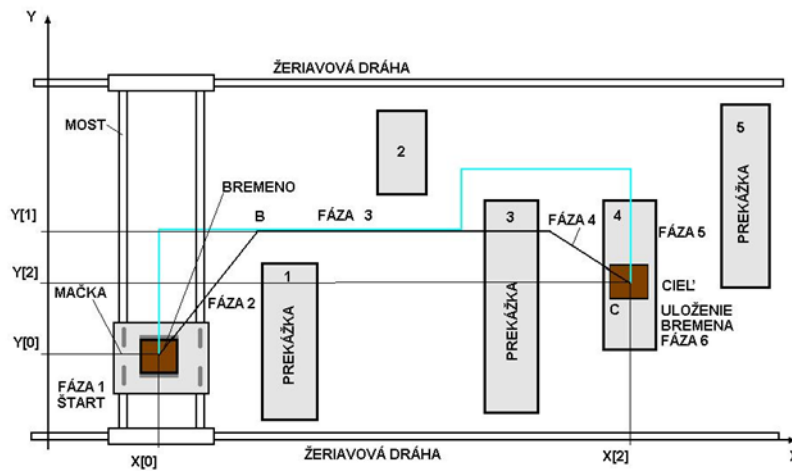 Y
ŽERIAVOVÁ DRÁHA
MOST
5
PREKÁŽKA
2
BREMENO
Y[1]
B
FÁZA 3
3
PREKÁŽKA
FÁZA 4
4
FÁZA 5
Y[2]
1
PREKÁŽKA
FÁZA 2
MAČKA
CIEĽ
C
ULOŽENIE
BREMENA
FÁZA 6
Y[0]
FÁZA 1
ŠTART
X[0]
ŽERIAVOVÁ DRÁHA
X[2]
X